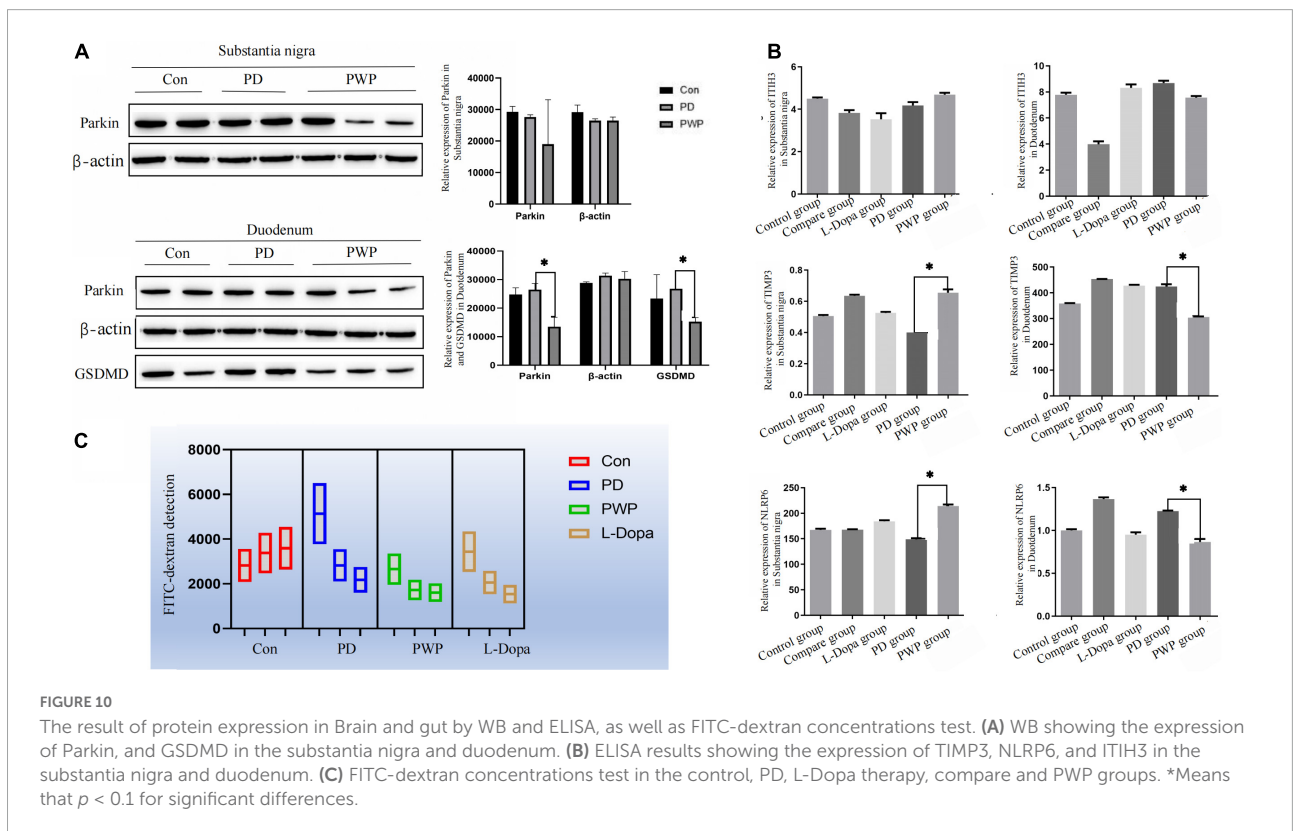 A
Substantia nigra
Con PD PWP
Parkin
β-actin
Relative expression of Parkin in
Substantia nigra
40000
30000
20000
10000
0
Parkin β-actin
Con
PD
PWP
Duodenum
Con PD PWP
Parkin
β-actin
GSDMD
Relative expression of Parkin
and GSDMD in Duotdenum
40000
30000
20000
10000
0
* *
Parkin β-actin GSDMD
B
Relative expression of ITIH3
in Substantia nigra
6
4
2
0
Control group
Compare group
L-Dopa group
PD group
PWP group
Relative expression of ITIH3
in Duotdenum
10
8
6
4
2
0
Control group
Compare group
L-Dopa group
PD group
PWP group
Relative expression of TIMP3
in Substantia nigra
0.8
0.6
0.4
0.2
0.0
*
Control group
Compare group
L-Dopa group
PD group
PWP group
Relative expression of TIMP3
in Duotdenum
500
400
300
200
100
0
*
Control group
Compare group
L-Dopa group
PD group
PWP group
Relative expression of NLRP6
in Substantia nigra
250
200
150
100
50
0
*
Control group
Compare group
L-Dopa group
PD group
PWP group
Relative expression of NLRP6
in Duodenum
1.5
1.0
0.5
0.0
*
Control group
Compare group
L-Dopa group
PD group
PWP group
C
FITC-dextran detection
8000
6000
4000
2000
0
Con PD PWP L-Dopa
Con
PD
PWP
L-Dopa
FIGURE 10
The result of protein expression in Brain and gut by WB and ELISA, as well as FITC-dextran concentrations test. (A) WB showing the expression
of Parkin, and GSDMD in the substantia nigra and duodenum. (B) ELISA results showing the expression of TIMP3, NLRP6, and ITIH3 in the
substantia nigra and duodenum. (C) FITC-dextran concentrations test in the control, PD, L-Dopa therapy, compare and PWP groups. *Means
that p < 0.1 for significant differences.